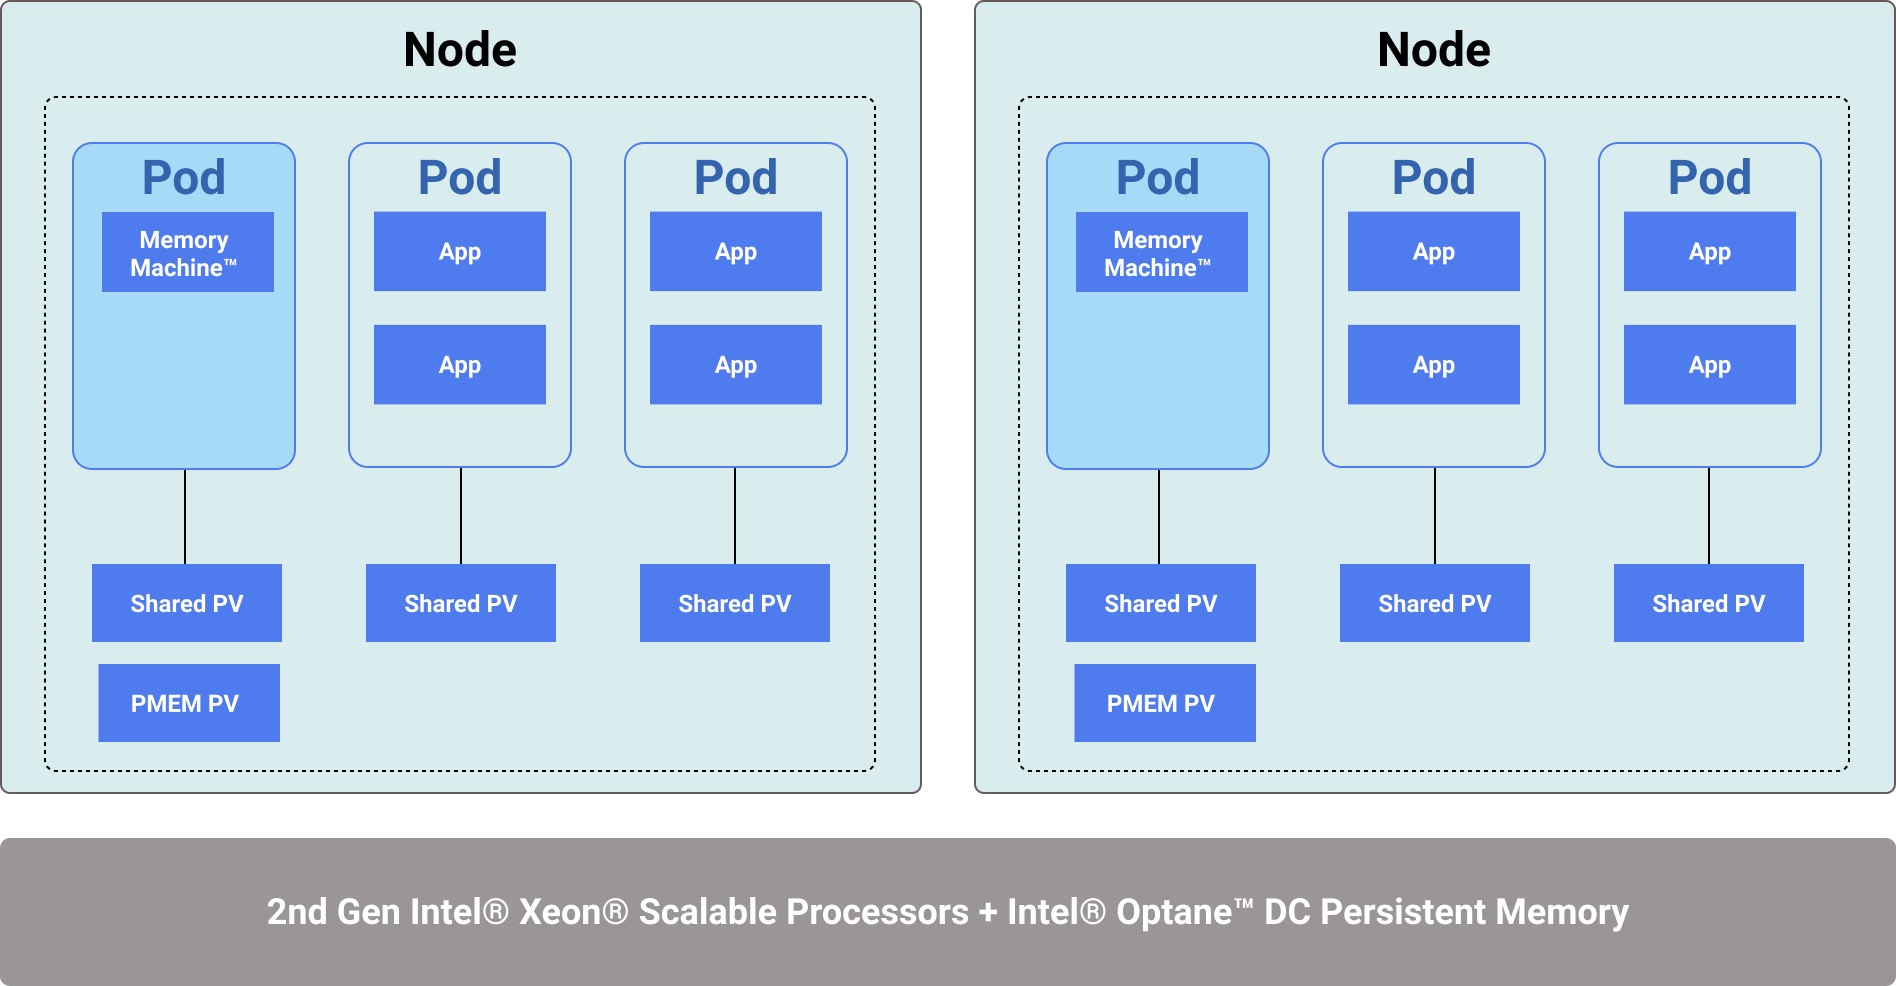 Node
Pod
Memory
Machine™
Pod
App
App
Pod
App
App
Shared PV
Shared PV
Shared PV
PMEM PV
Node
Pod
Memory
Machine™
Pod
App
App
Pod
App
App
Shared PV
Shared PV
Shared PV
PMEM PV
2nd Gen Intel® Xeon® Scalable Processors + Intel® Optane™ DC Persistent Memory